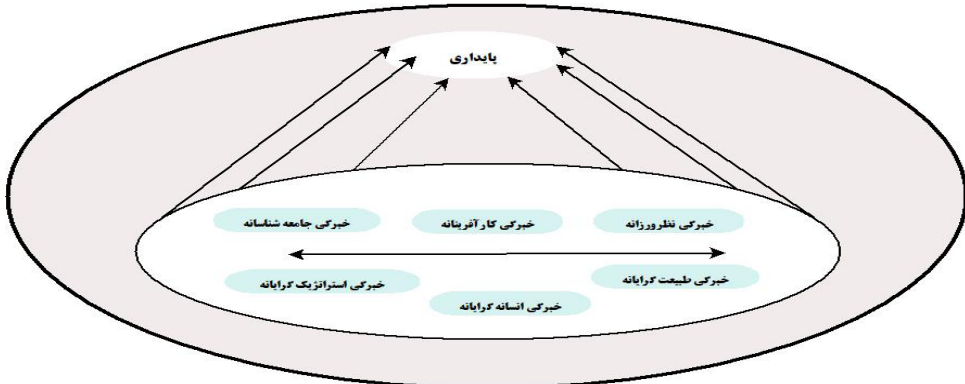 پایداری
خبرگی نظرورزانه
خبرگی کارآفرینانه
خبرگی جامعه شناسانه
خبرگی طبیعت گرایانه
خبرگی انسانه گرایانه
خبرگی استراتژیک گرایانه